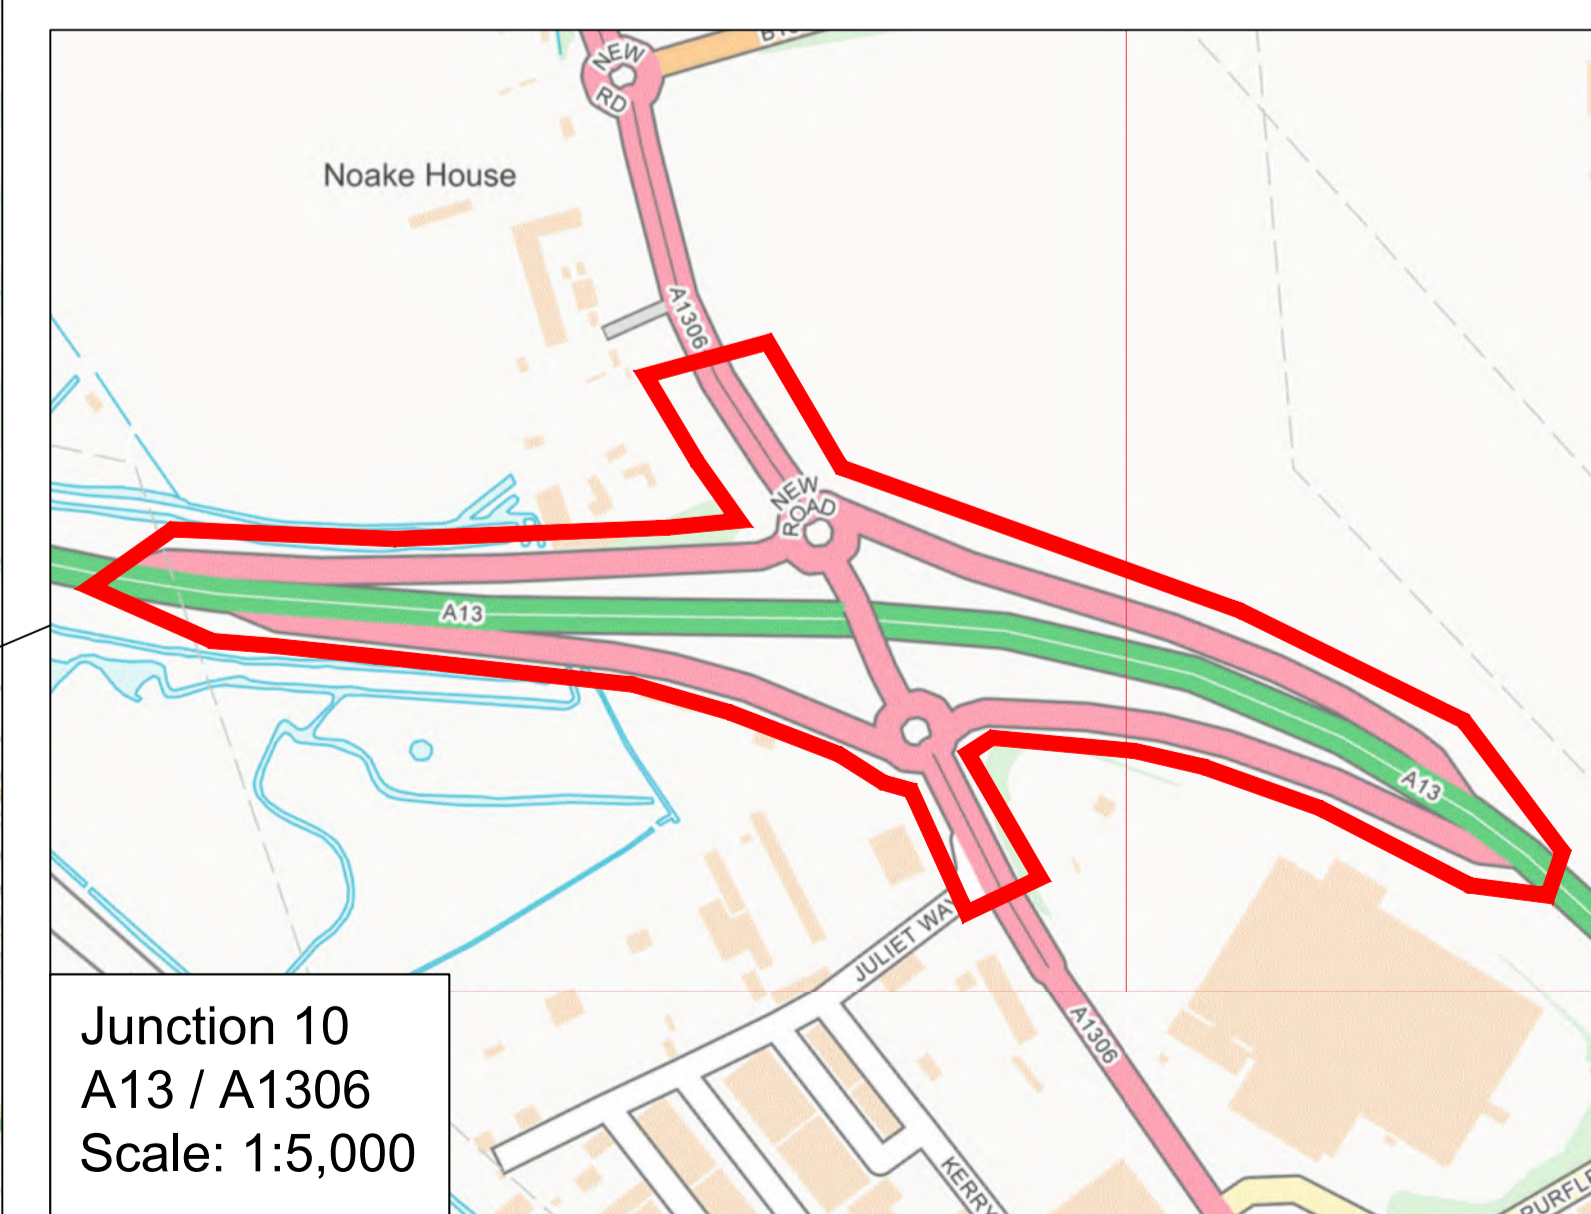 NEW
RD
Noake House
A1306
NEW
ROAD
A13
A13
JULIET WAY
A1306
KERRY
Junction 10
A13 / A1306
Scale: 1:5,000